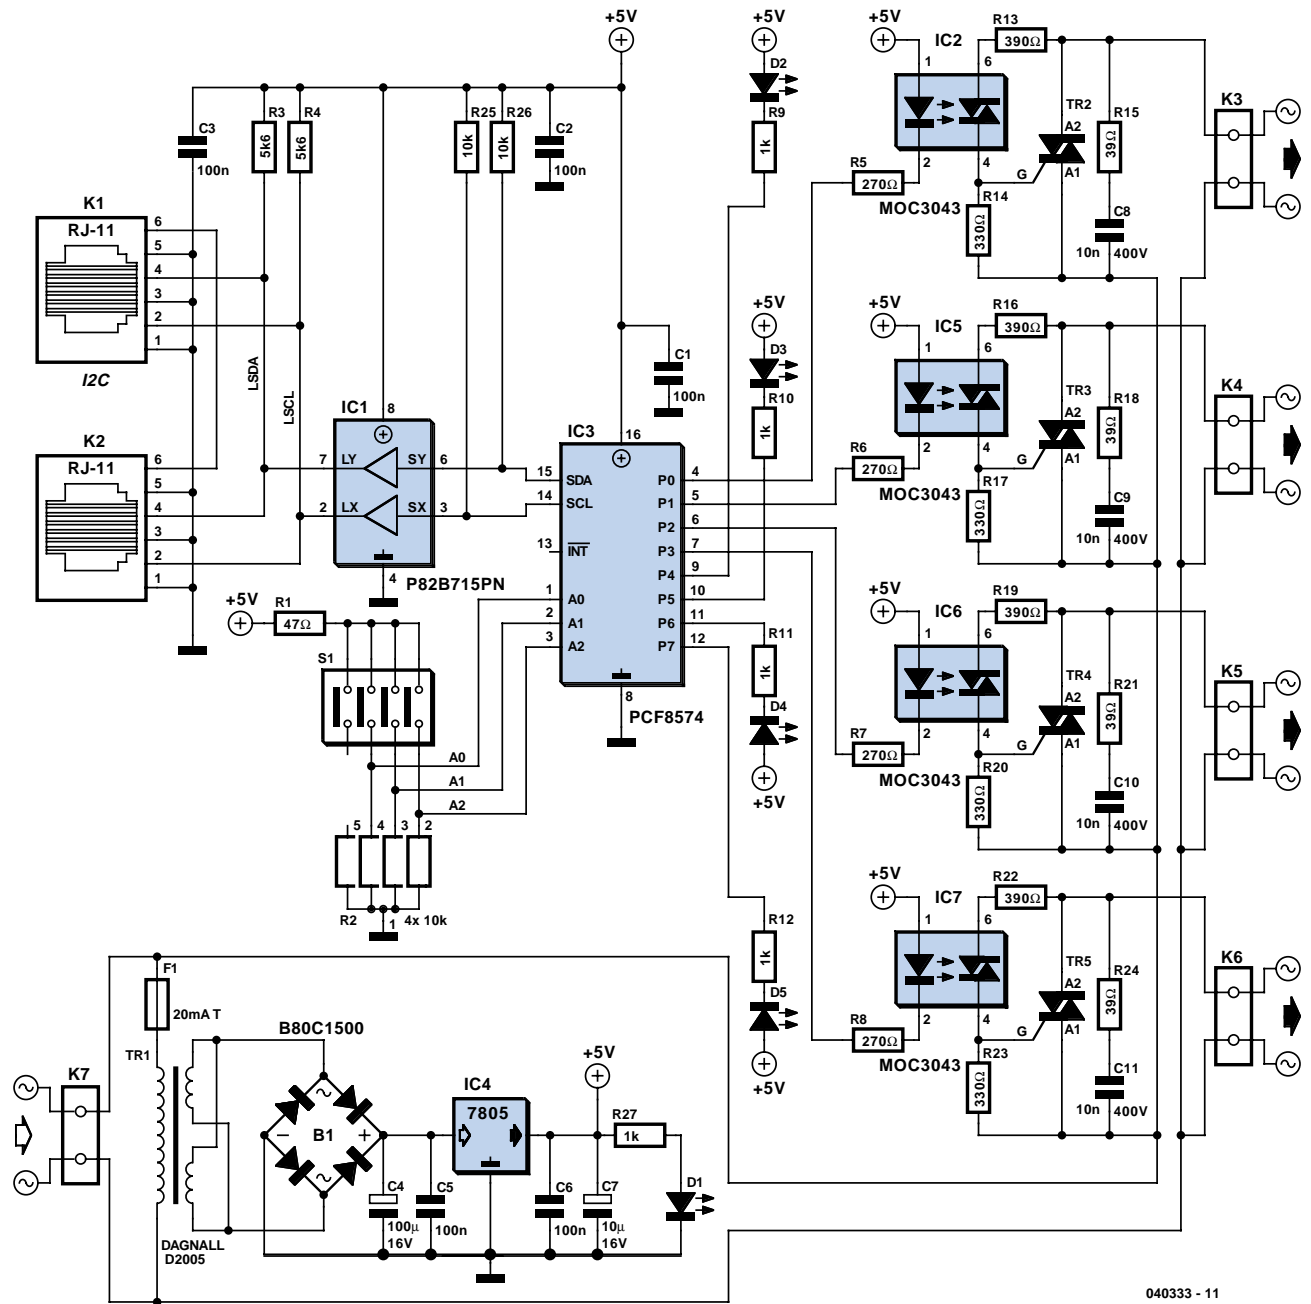 +5V
+5V
+5V
IC2
R13
390Ω
D2
1
6
R3
5k6
R4
5k6
R25
10k
R26
10k
C3
100n
C2
100n
R9
1k
TR2
A2
A1
G
R15
39Ω
K3
2
4
R5
270Ω
MOC3043
R14
330Ω
C8
10n
400V
K1
RJ-11
6
5
4
3
2
1
I2C
LSDA
LSCL
C1
100n
+5V
D3
R10
1k
+5V
IC5
R16
390Ω
1
6
TR3
A2
A1
G
R18
39Ω
K4
2
4
R6
270Ω
MOC3043
R17
330Ω
C9
10n
400V
K2
RJ-11
6
5
4
3
2
1
IC1
8
7
LY
SY
6
2
LX
SX
3
4
P82B715PN
IC3
16
15
SDA
14
SCL
13
INT
1
A0
2
A1
3
A2
P0
4
P1
5
P2
6
P3
7
P4
9
P5
10
P6
11
P7
12
8
PCF8574
+5V
R1
47Ω
S1
A0
A1
A2
5
4
3
2
R2
1
4x 10k
R11
1k
D4
+5V
+5V
IC6
R19
390Ω
1
6
TR4
A2
A1
G
R21
39Ω
K5
2
4
R7
270Ω
MOC3043
R20
330Ω
C10
10n
400V
R12
1k
D5
+5V
+5V
IC7
R22
390Ω
1
6
TR5
A2
A1
G
R24
39Ω
K6
2
4
R8
270Ω
MOC3043
R23
330Ω
C11
10n
400V
F1
20mA T
TR1
K7
DAGNALL
D2005
B80C1500
B1
–
+
C4
100µ
16V
C5
100n
IC4
7805
C6
100n
+5V
C7
10µ
16V
R27
1k
D1
040333 - 11